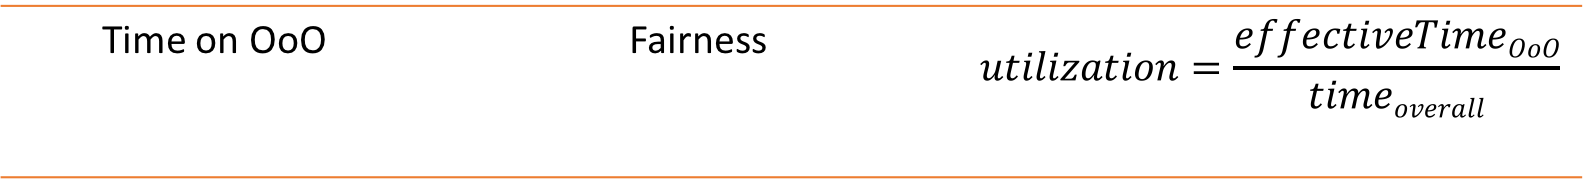 Time on OoO
Fairness
utilization = effectiveTime_OoO / time_overall